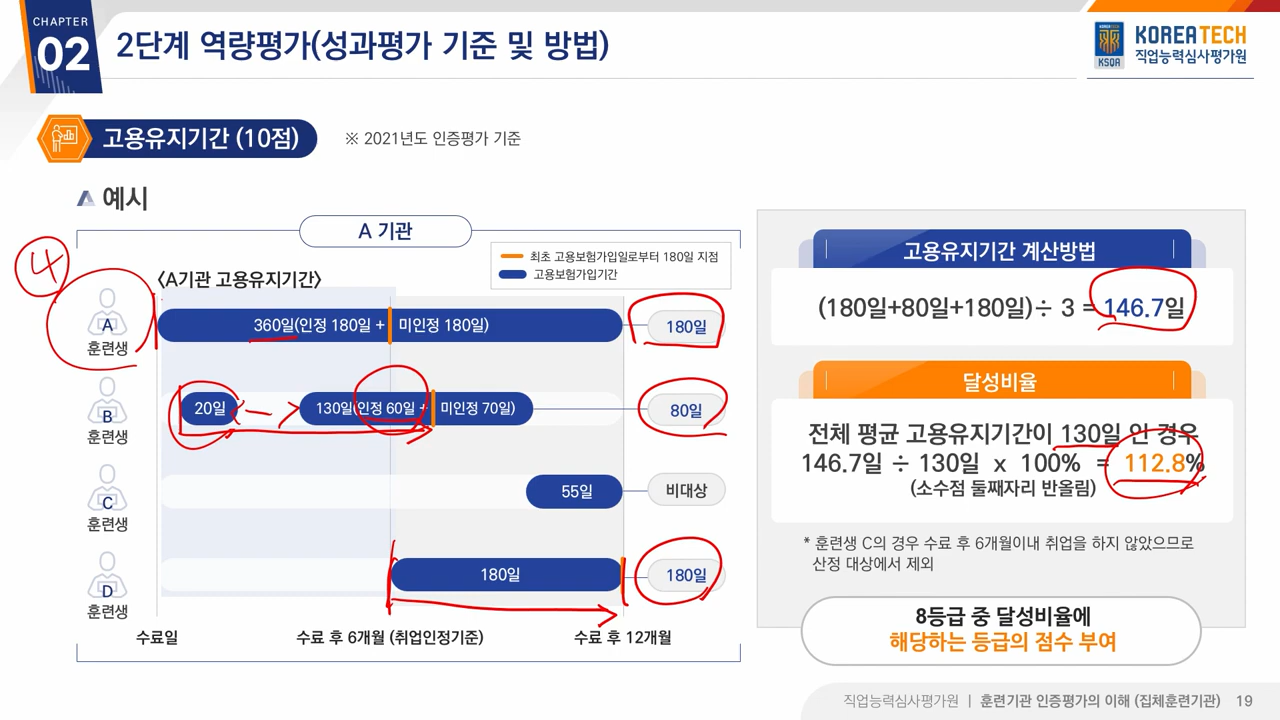 CHAPTER
02
2단계 역량평가(성과평가 기준 및 방법)
KSQA
KOREATECH
직업능력심사평가원
고용유지기간 (10점)
※ 2021년도 인증평가 기준
예시
A 기관
최초 고용보험가입일로부터 180일 지점
고용보험가입기간
④
〈A기관 고용유지기간〉
A
훈련생
360일(인정 180일 + 미인정 180일)
180일
B
훈련생
20일
130일(인정 60일 + 미인정 70일)
80일
C
훈련생
55일
비대상
D
훈련생
180일
180일
수료일
수료 후 6개월 (취업인정기준)
수료 후 12개월
고용유지기간 계산방법
(180일+80일+180일)÷ 3 = 146.7일
달성비율
전체 평균 고용유지기간이 130일 인 경우
146.7일 ÷ 130일 x 100% = 112.8%
(소수점 둘째자리 반올림)
* 훈련생 C의 경우 수료 후 6개월이내 취업을 하지 않았으므로
산정 대상에서 제외
8등급 중 달성비율에
해당하는 등급의 점수 부여
직업능력심사평가원 | 훈련기관 인증평가의 이해 (집체훈련기관) 19